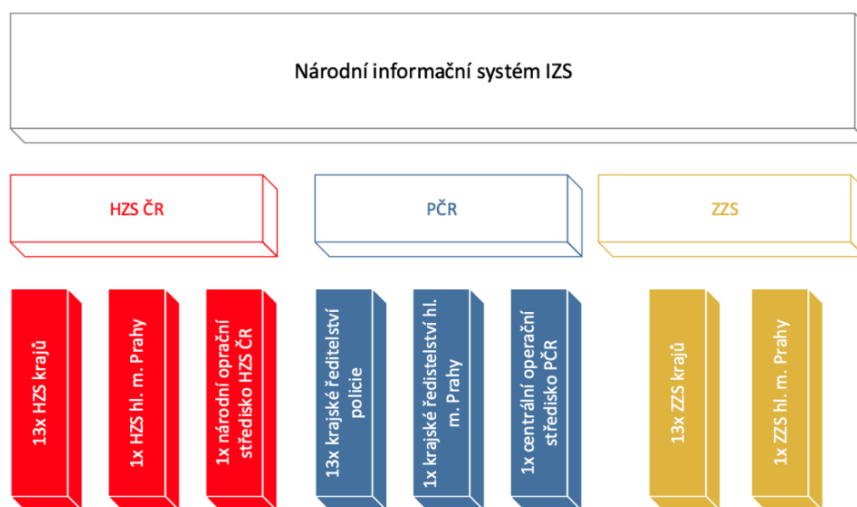 Národní informační systém IZS
HZS ČR
PČR
ZZS
13x HZS krajů
1x HZS hl. m. Prahy
1x národní oprační
středisko HZS ČR
13x krajské ředitelství
policie
1x krajské ředistelství hl.
m. Prahy
1x centrální operační
středisko PČR
13x ZZS krajů
1x ZZS hl. m. Prahy